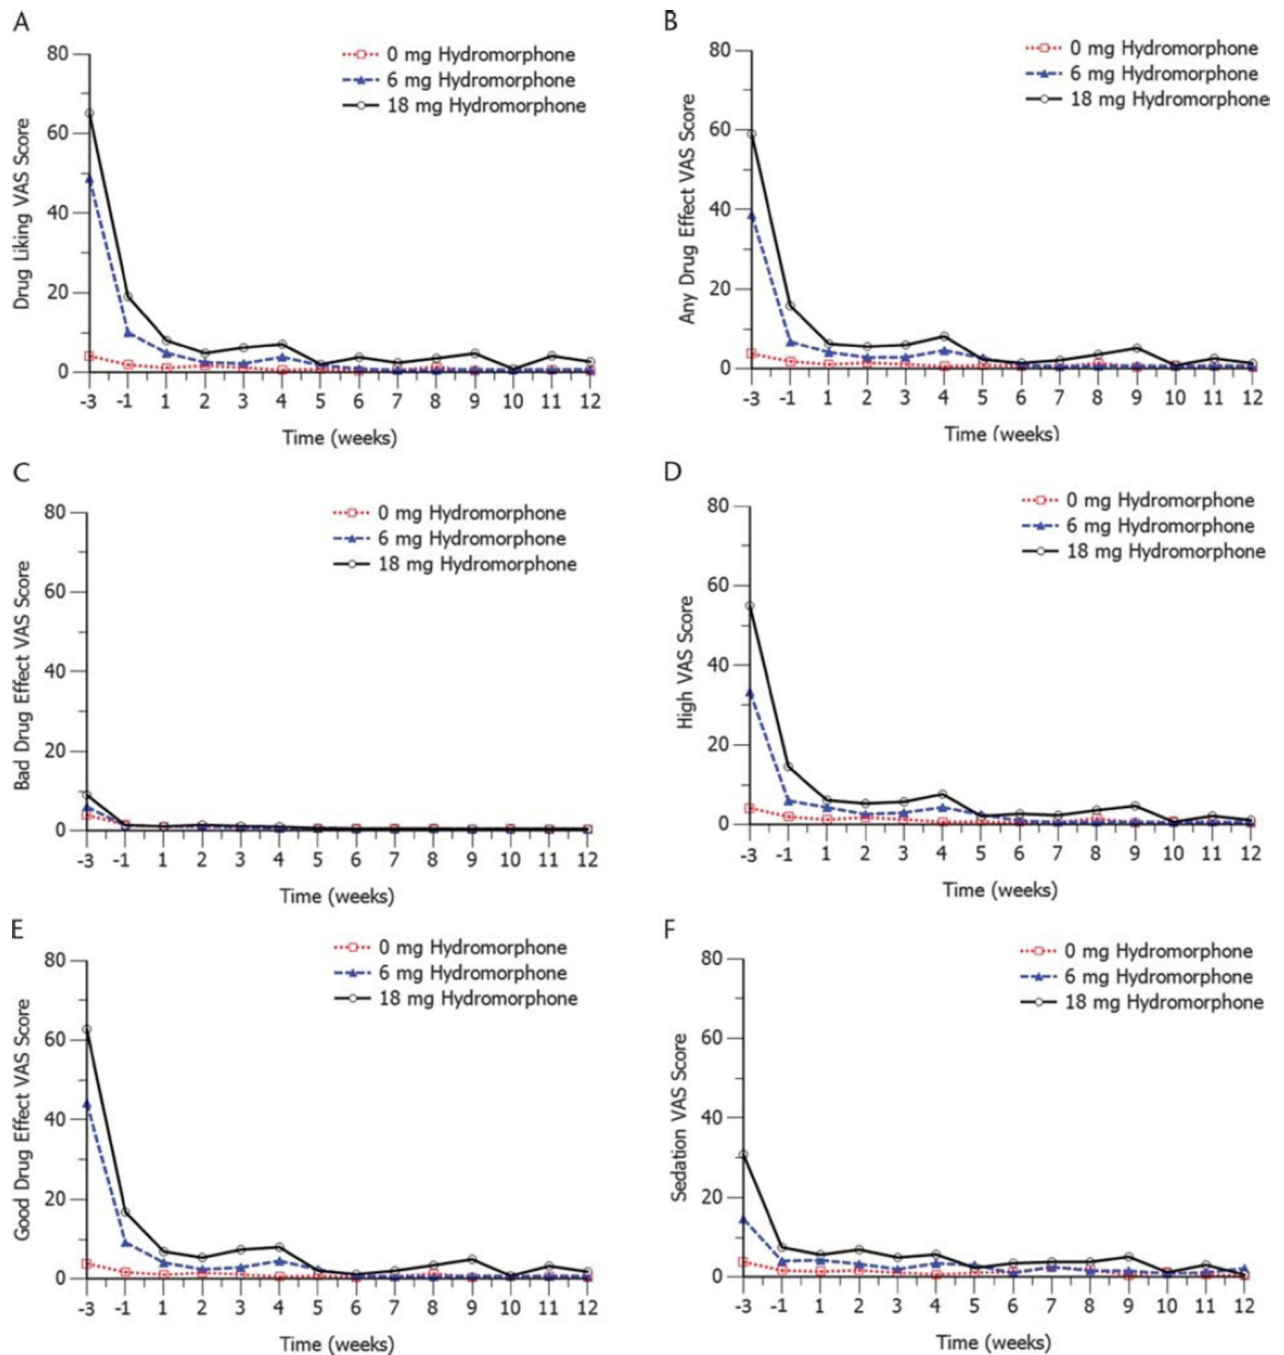 A
80
60
40
20
0
Drug Liking VAS Score
0 mg Hydromorphone
6 mg Hydromorphone
18 mg Hydromorphone
-3 -1 1 2 3 4 5 6 7 8 9 10 11 12
Time (weeks)
B
80
60
40
20
0
Any Drug Effect VAS Score
0 mg Hydromorphone
6 mg Hydromorphone
18 mg Hydromorphone
-3 -1 1 2 3 4 5 6 7 8 9 10 11 12
Time (weeks)
C
80
60
40
20
0
Bad Drug Effect VAS Score
0 mg Hydromorphone
6 mg Hydromorphone
18 mg Hydromorphone
-3 -1 1 2 3 4 5 6 7 8 9 10 11 12
Time (weeks)
D
80
60
40
20
0
High VAS Score
0 mg Hydromorphone
6 mg Hydromorphone
18 mg Hydromorphone
-3 -1 1 2 3 4 5 6 7 8 9 10 11 12
Time (weeks)
E
80
60
40
20
0
Good Drug Effect VAS Score
0 mg Hydromorphone
6 mg Hydromorphone
18 mg Hydromorphone
-3 -1 1 2 3 4 5 6 7 8 9 10 11 12
Time (weeks)
F
80
60
40
20
0
Sedation VAS Score
0 mg Hydromorphone
6 mg Hydromorphone
18 mg Hydromorphone
-3 -1 1 2 3 4 5 6 7 8 9 10 11 12
Time (weeks)